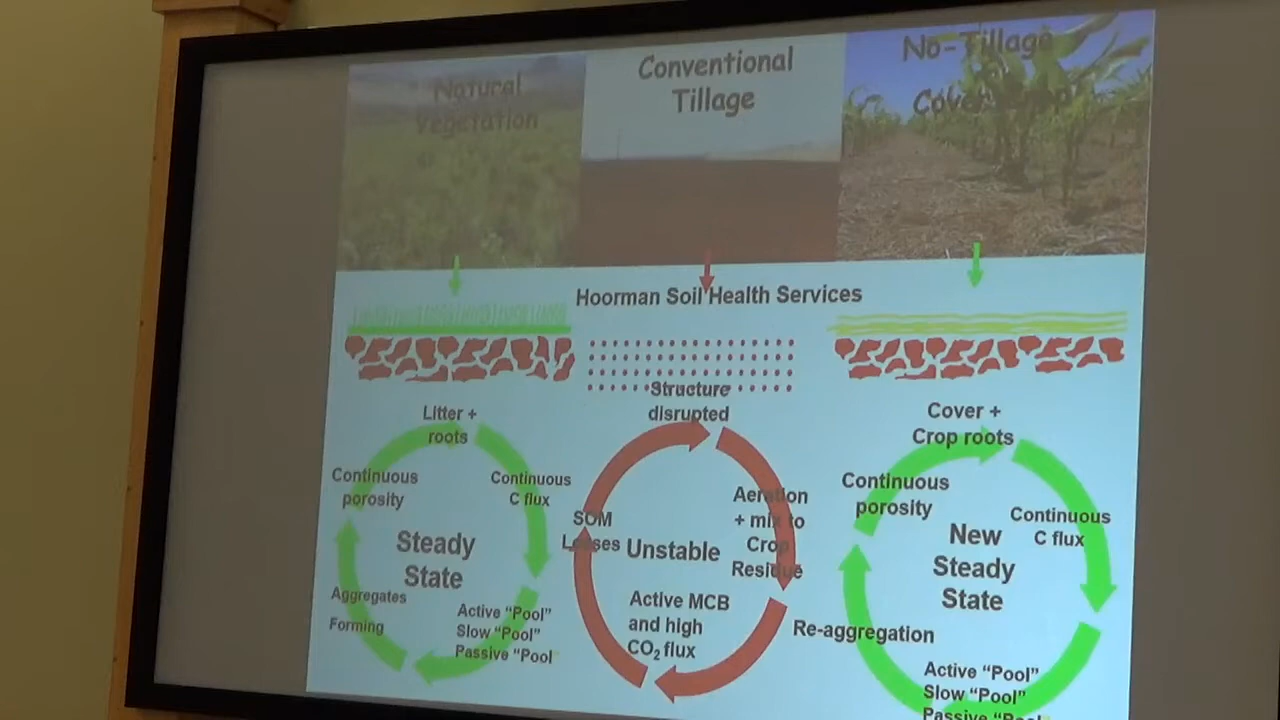 Natural
Vegetation
Conventional
Tillage
No-Tillage
Cover Crop
Hoorman Soil Health Services
Litter +
roots
Continuous
porosity
Continuous
C flux
Steady
State
Aggregates
Forming
Active "Pool"
Slow "Pool"
Passive "Pool
Structure
disrupted
SOM
Losses
Aeration
+ mix to
Crop
Residue
Unstable
Active MCB
and high
CO₂ flux
Cover +
Crop roots
Continuous
porosity
Continuous
C flux
New
Steady
State
Re-aggregation
Active "Pool"
Slow "Pool"
Passive "Pool